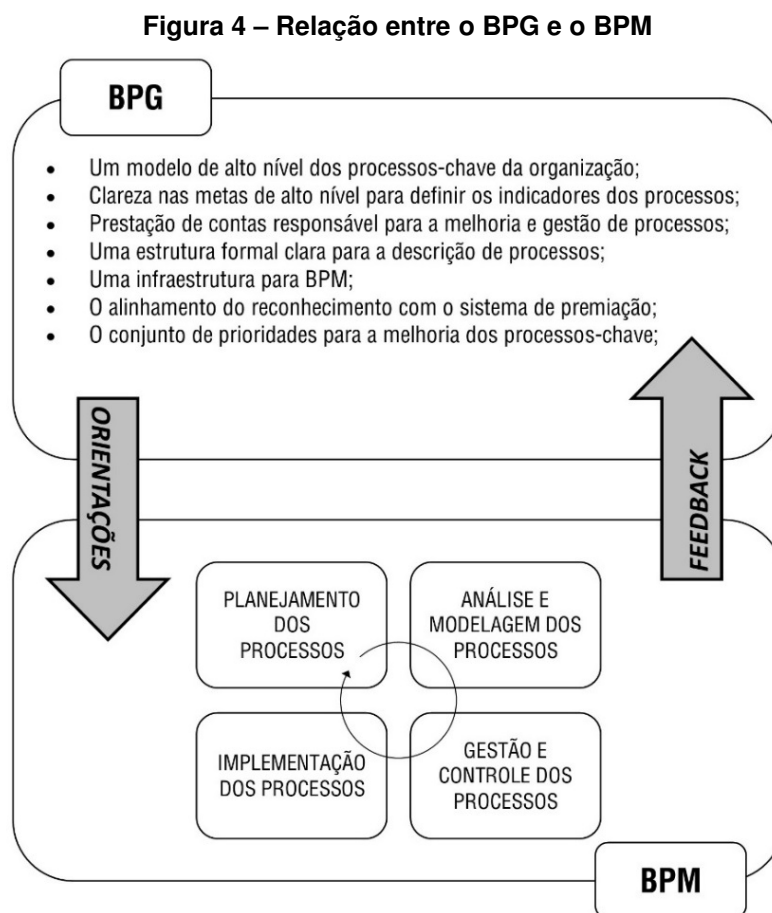 Figura 4 – Relação entre o BPG e o BPM
BPG
• Um modelo de alto nível dos processos-chave da organização;
• Clareza nas metas de alto nível para definir os indicadores dos processos;
• Prestação de contas responsável para a melhoria e gestão de processos;
• Uma estrutura formal clara para a descrição de processos;
• Uma infraestrutura para BPM;
• O alinhamento do reconhecimento com o sistema de premiação;
• O conjunto de prioridades para a melhoria dos processos-chave;
ORIENTAÇÕES
FEEDBACK
PLANEJAMENTO
DOS
PROCESSOS
ANÁLISE E
MODELAGEM DOS
PROCESSOS
IMPLEMENTAÇÃO
DOS PROCESSOS
GESTÃO E
CONTROLE DOS
PROCESSOS
BPM